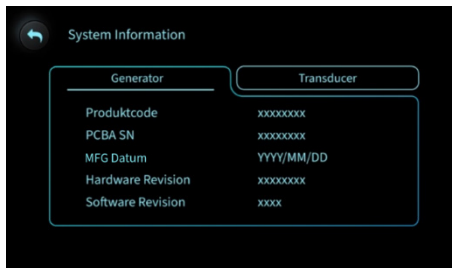 System Information
Generator
Transducer
Produktcode xxxxxxxx
PCBA SN xxxxxxxx
MFG Datum YYYY/MM/DD
Hardware Revision xxxxxxxx
Software Revision xxxx